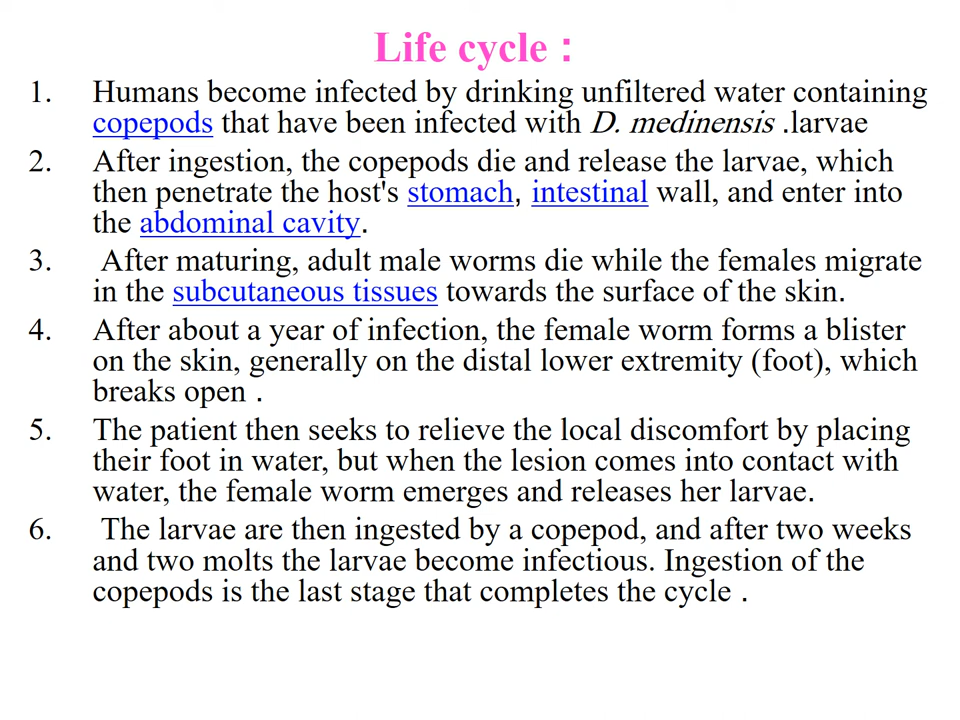 Life cycle :
1. Humans become infected by drinking unfiltered water containing
copepods that have been infected with D. medinensis .larvae
2. After ingestion, the copepods die and release the larvae, which
then penetrate the host's stomach, intestinal wall, and enter into
the abdominal cavity.
3. After maturing, adult male worms die while the females migrate
in the subcutaneous tissues towards the surface of the skin.
4. After about a year of infection, the female worm forms a blister
on the skin, generally on the distal lower extremity (foot), which
breaks open .
5. The patient then seeks to relieve the local discomfort by placing
their foot in water, but when the lesion comes into contact with
water, the female worm emerges and releases her larvae.
6. The larvae are then ingested by a copepod, and after two weeks
and two molts the larvae become infectious. Ingestion of the
copepods is the last stage that completes the cycle .